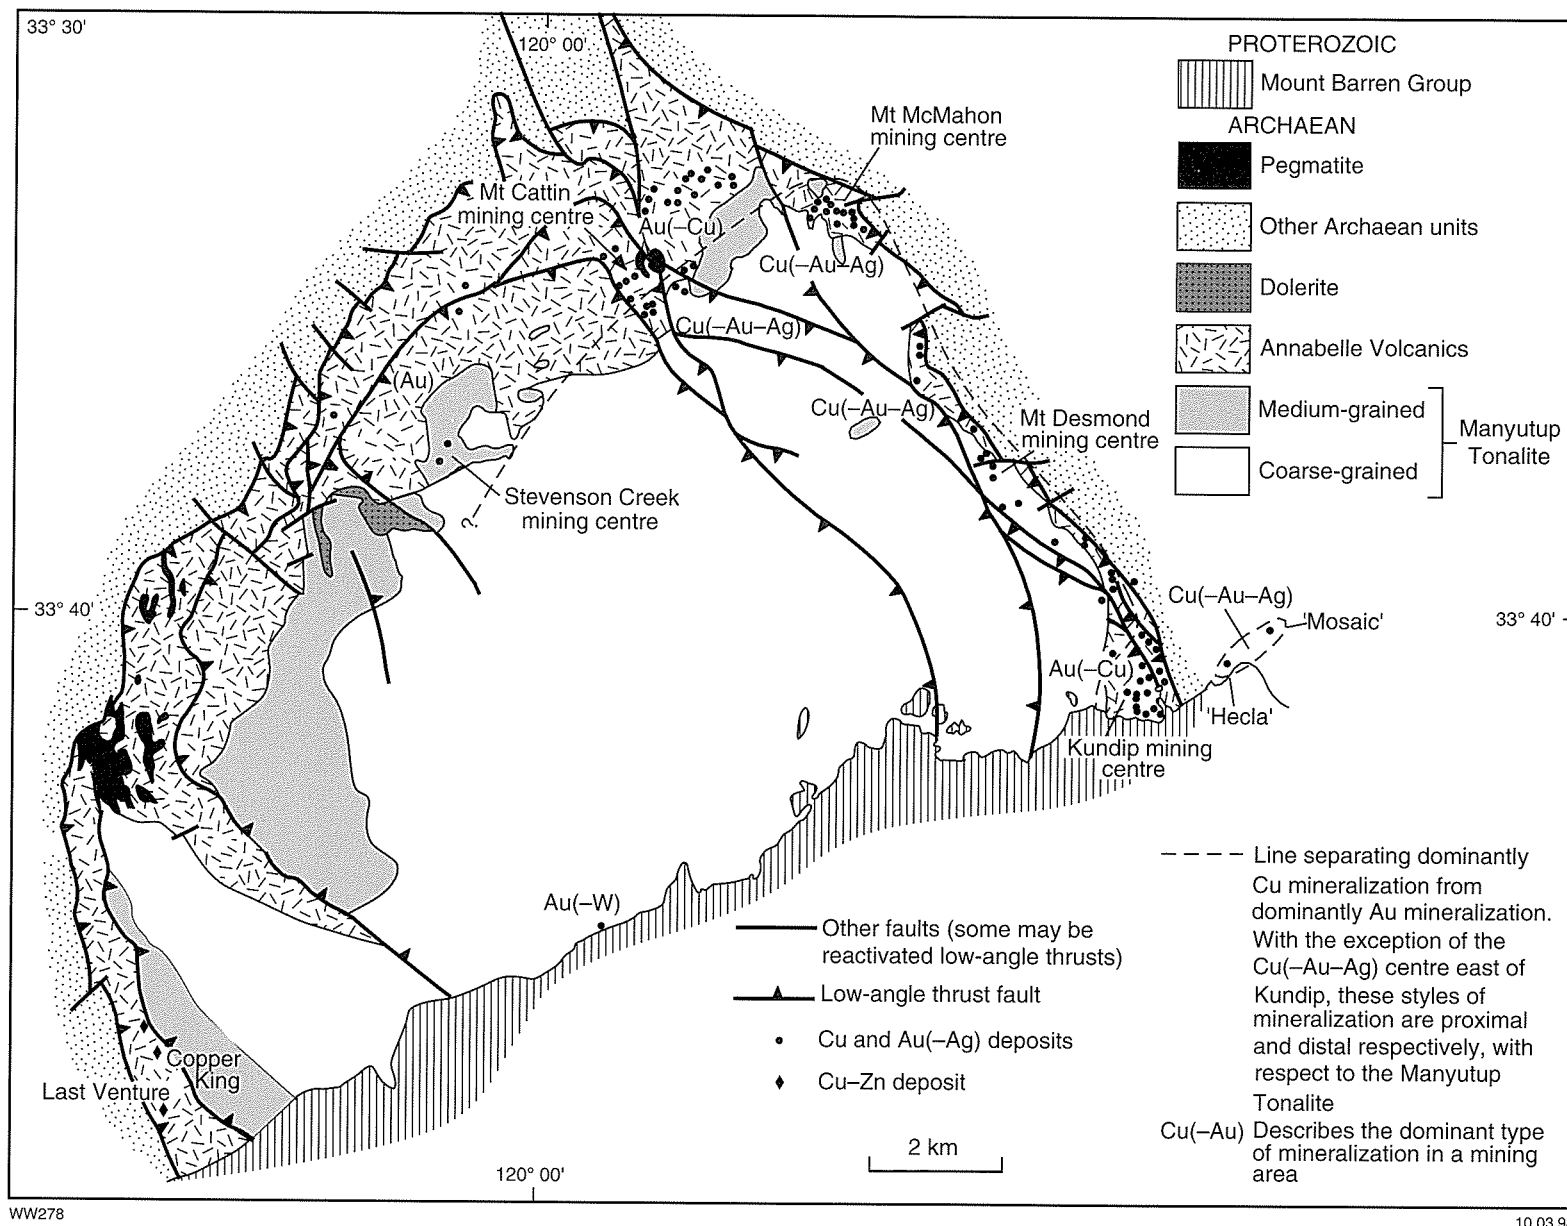 33° 30'
120° 00'
PROTEROZOIC
Mount Barren Group
ARCHAEAN
Pegmatite
Other Archaean units
Dolerite
Annabelle Volcanics
Medium-grained
Coarse-grained
Manyutup
Tonalite
Mt McMahon
mining centre
Mt Cattin
mining centre
Au(–Cu)
Cu(–Au–Ag)
Cu(–Au–Ag)
(Au)
Cu(–Au–Ag)
Mt Desmond
mining centre
Stevenson Creek
mining centre
?
33° 40'
Cu(–Au–Ag)
'Mosaic'
33° 40'
Au(–Cu)
'Hecla'
Kundip mining
centre
Au(–W)
Copper
King
Last Venture
Other faults (some may be
reactivated low-angle thrusts)
Low-angle thrust fault
Cu and Au(–Ag) deposits
Cu–Zn deposit
Line separating dominantly
Cu mineralization from
dominantly Au mineralization.
With the exception of the
Cu(–Au–Ag) centre east of
Kundip, these styles of
mineralization are proximal
and distal respectively, with
respect to the Manyutup
Tonalite
Cu(–Au) Describes the dominant type
of mineralization in a mining
area
2 km
120° 00'
WW278
10.03.9